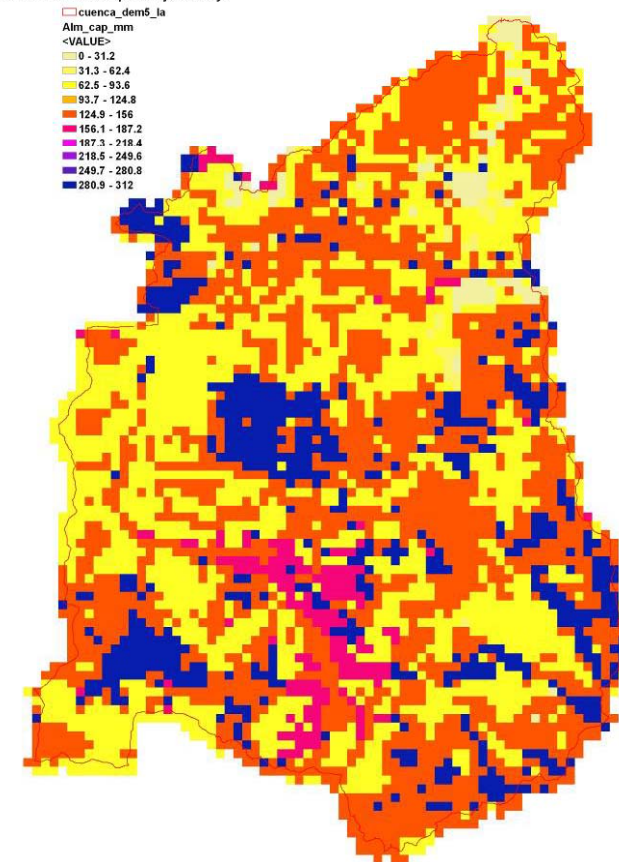 cuenca_dem5_la
Alm_cap_mm
<VALUE>
0 - 31.2
31.3 - 62.4
62.5 - 93.6
93.7 - 124.8
124.9 - 156
156.1 - 187.2
187.3 - 218.4
218.5 - 249.6
249.7 - 280.8
280.9 - 312